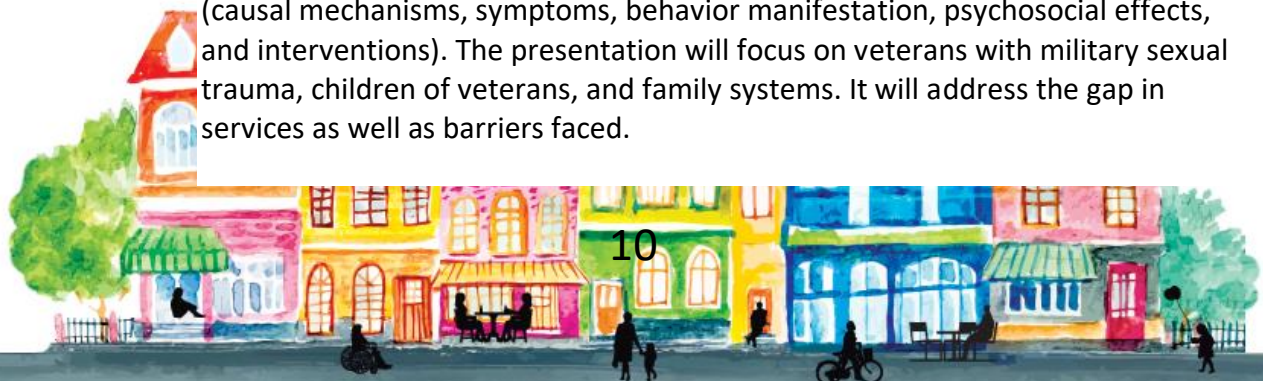 (causal mechanisms, symptoms, behavior manifestation, psychosocial effects,
and interventions). The presentation will focus on veterans with military sexual
trauma, children of veterans, and family systems. It will address the gap in
services as well as barriers faced.
10